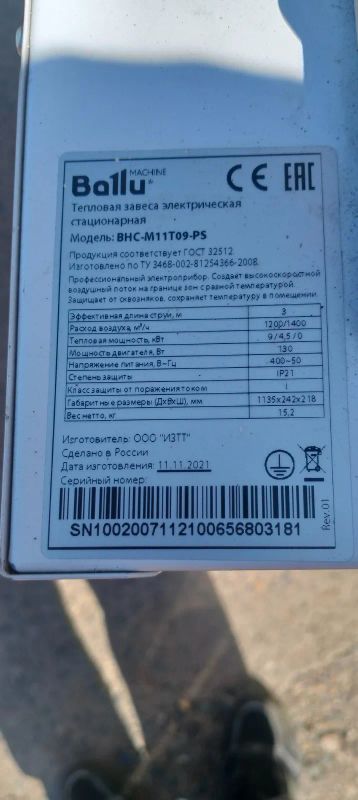 MACHINE
Ballu
CE EAC
Тепловая завеса электрическая
стационарная
Модель: BHC-M11T09-PS
Продукция соответствует ГОСТ 32512.
Изготовлено по ТУ 3468-002-81254366-2008.
Профессиональный электроприбор. Создает высокоскоростной
воздушный поток на границе зон с разной температурой.
Защищает от сквозняков, сохраняет температуру в помещении.
Эффективная длина струи, м 3
Расход воздуха, м³/ч 1200/1400
Тепловая мощность, кВт 9/4,5/0
Мощность двигателя, Вт 130
Напряжение питания, В~Гц 400~50
Степень защиты IP21
Класс защиты от поражения током I
Габаритные размеры (ДхВхШ), мм 1135x242x218
Вес нетто, кг 15,2
Изготовитель: ООО "ИЗТТ"
Сделано в России
Дата изготовления: 11.11.2021
Серийный номер:
SN1002007112100656803181
Rev.01